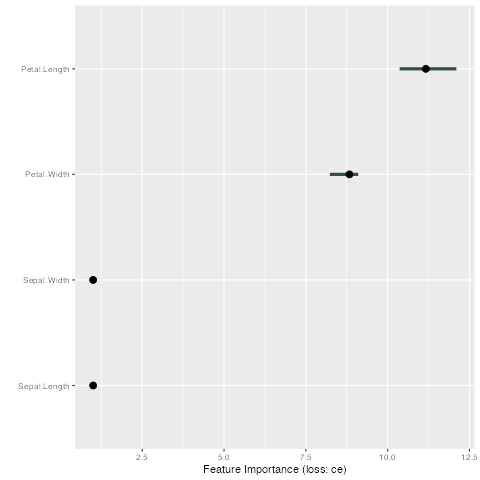 Petal.Length
Petal.Width
Sepal.Width
Sepal.Length
2.5 5.0 7.5 10.0 12.5
Feature Importance (loss: ce)